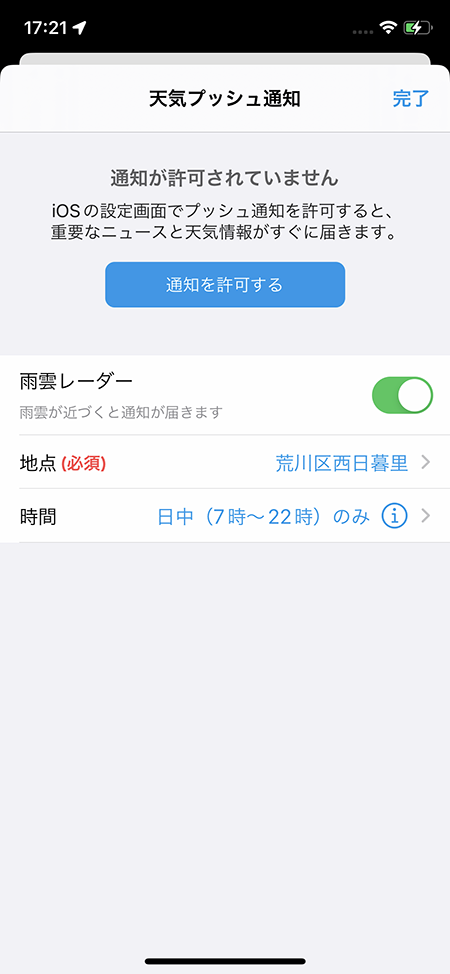 17:21
天気プッシュ通知
完了
通知が許可されていません
iOSの設定画面でプッシュ通知を許可すると、
重要なニュースと天気情報がすぐに届きます。
通知を許可する
雨雲レーダー
雨雲が近づくと通知が届きます
地点(必須) 荒川区西日暮里
時間 日中（7時〜22時）のみ